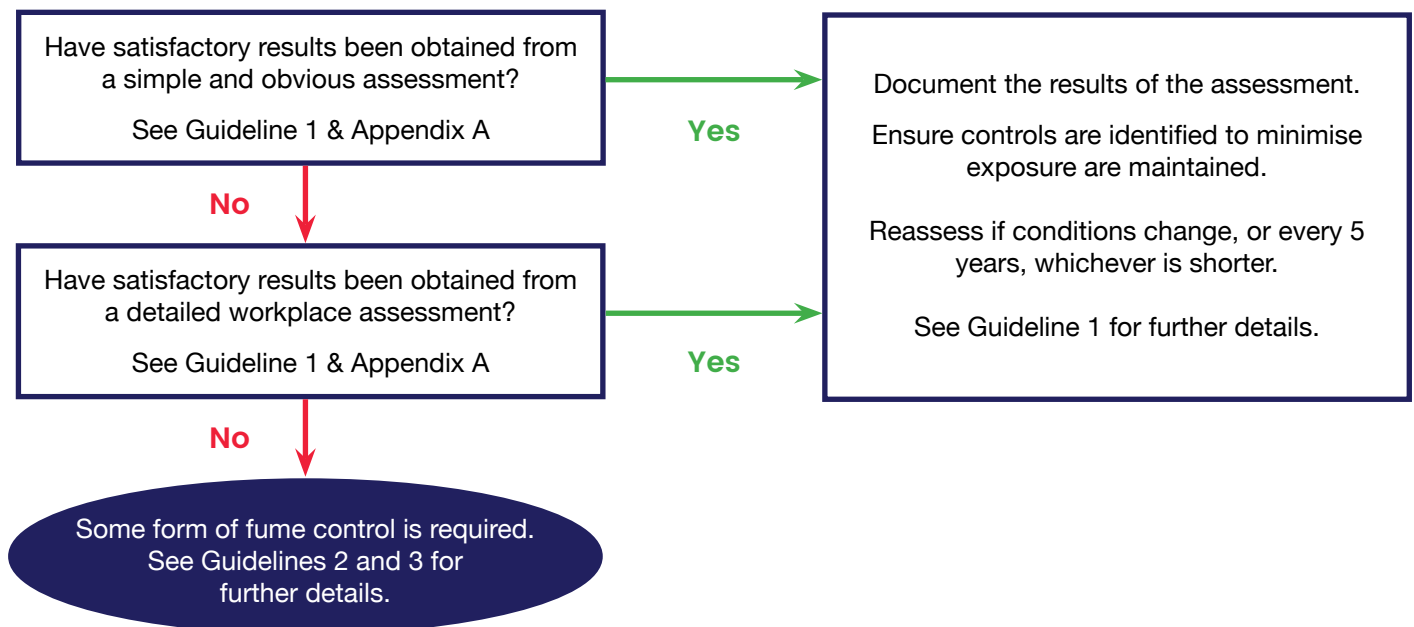 Have satisfactory results been obtained from
a simple and obvious assessment?
See Guideline 1 & Appendix A
Yes
Document the results of the assessment.
Ensure controls are identified to minimise
exposure are maintained.
Reassess if conditions change, or every 5
years, whichever is shorter.
See Guideline 1 for further details.
No
Have satisfactory results been obtained from
a detailed workplace assessment?
See Guideline 1 & Appendix A
Yes
No
Some form of fume control is required.
See Guidelines 2 and 3 for
further details.